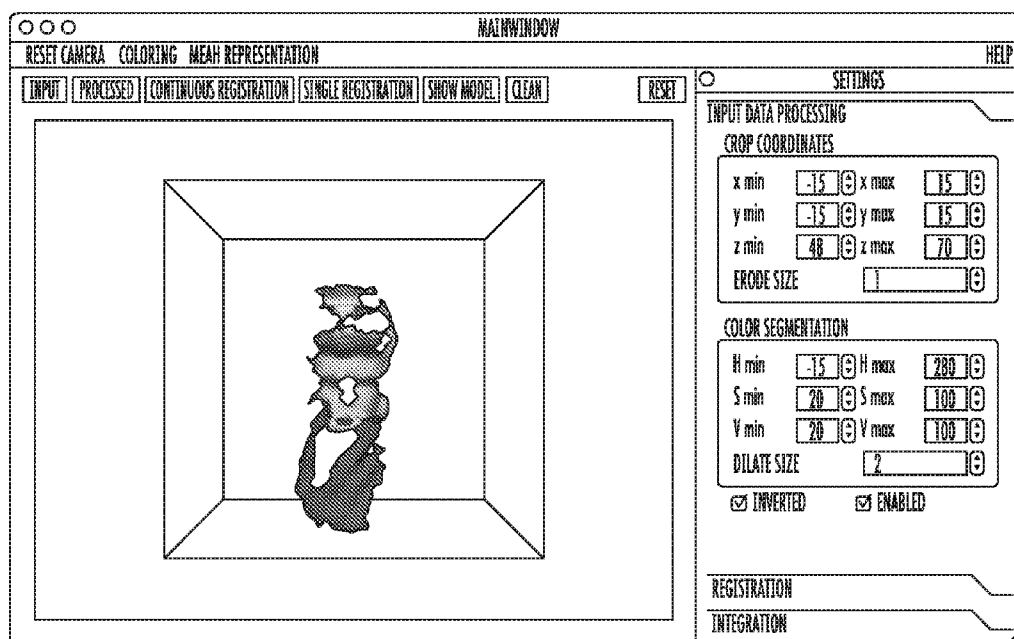 MAINWINDOW
RESET CAMERA COLORING MEAH REPRESENTATION HELP
INPUT PROCESSED CONTINUOUS REGISTRATION SINGLE REGISTRATION SHOW MODEL CLEAN RESET
SETTINGS
INPUT DATA PROCESSING
CROP COORDINATES
x min -15 x max 15
y min -15 y max 15
z min 48 z max 70
ERODE SIZE 1
COLOR SEGMENTATION
H min -15 H max 280
S min 20 S max 100
V min 20 V max 100
DILATE SIZE 2
INVERTED ENABLED
REGISTRATION
INTEGRATION